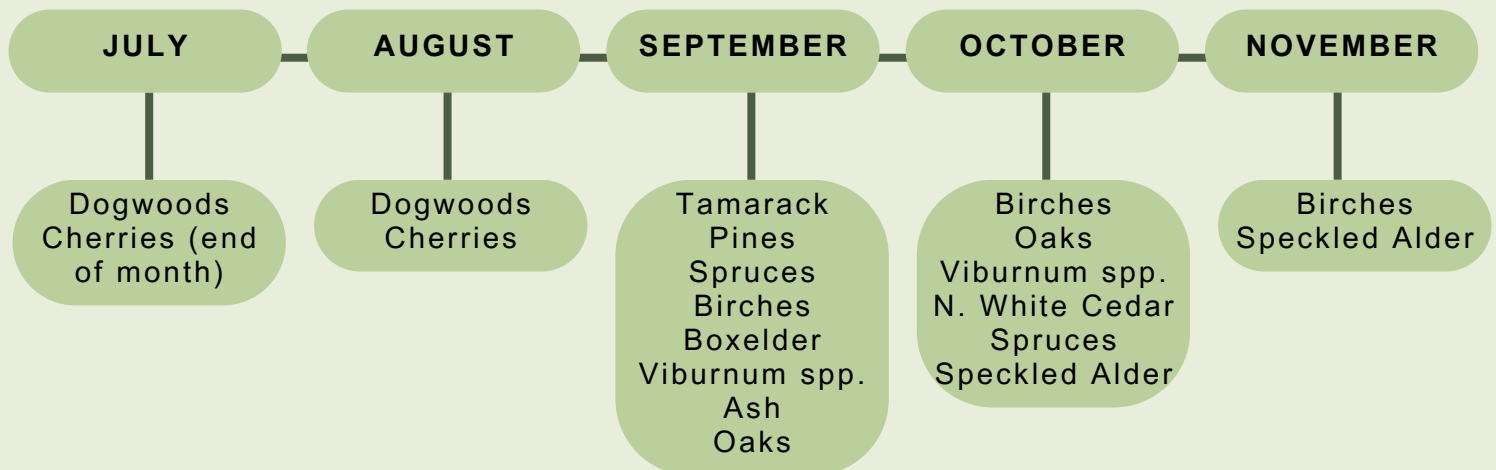 JULY
AUGUST
SEPTEMBER
OCTOBER
NOVEMBER
Dogwoods
Cherries (end
of month)
Dogwoods
Cherries
Tamarack
Pines
Spruces
Birches
Boxelder
Viburnum spp.
Ash
Oaks
Birches
Oaks
Viburnum spp.
N. White Cedar
Spruces
Speckled Alder
Birches
Speckled Alder